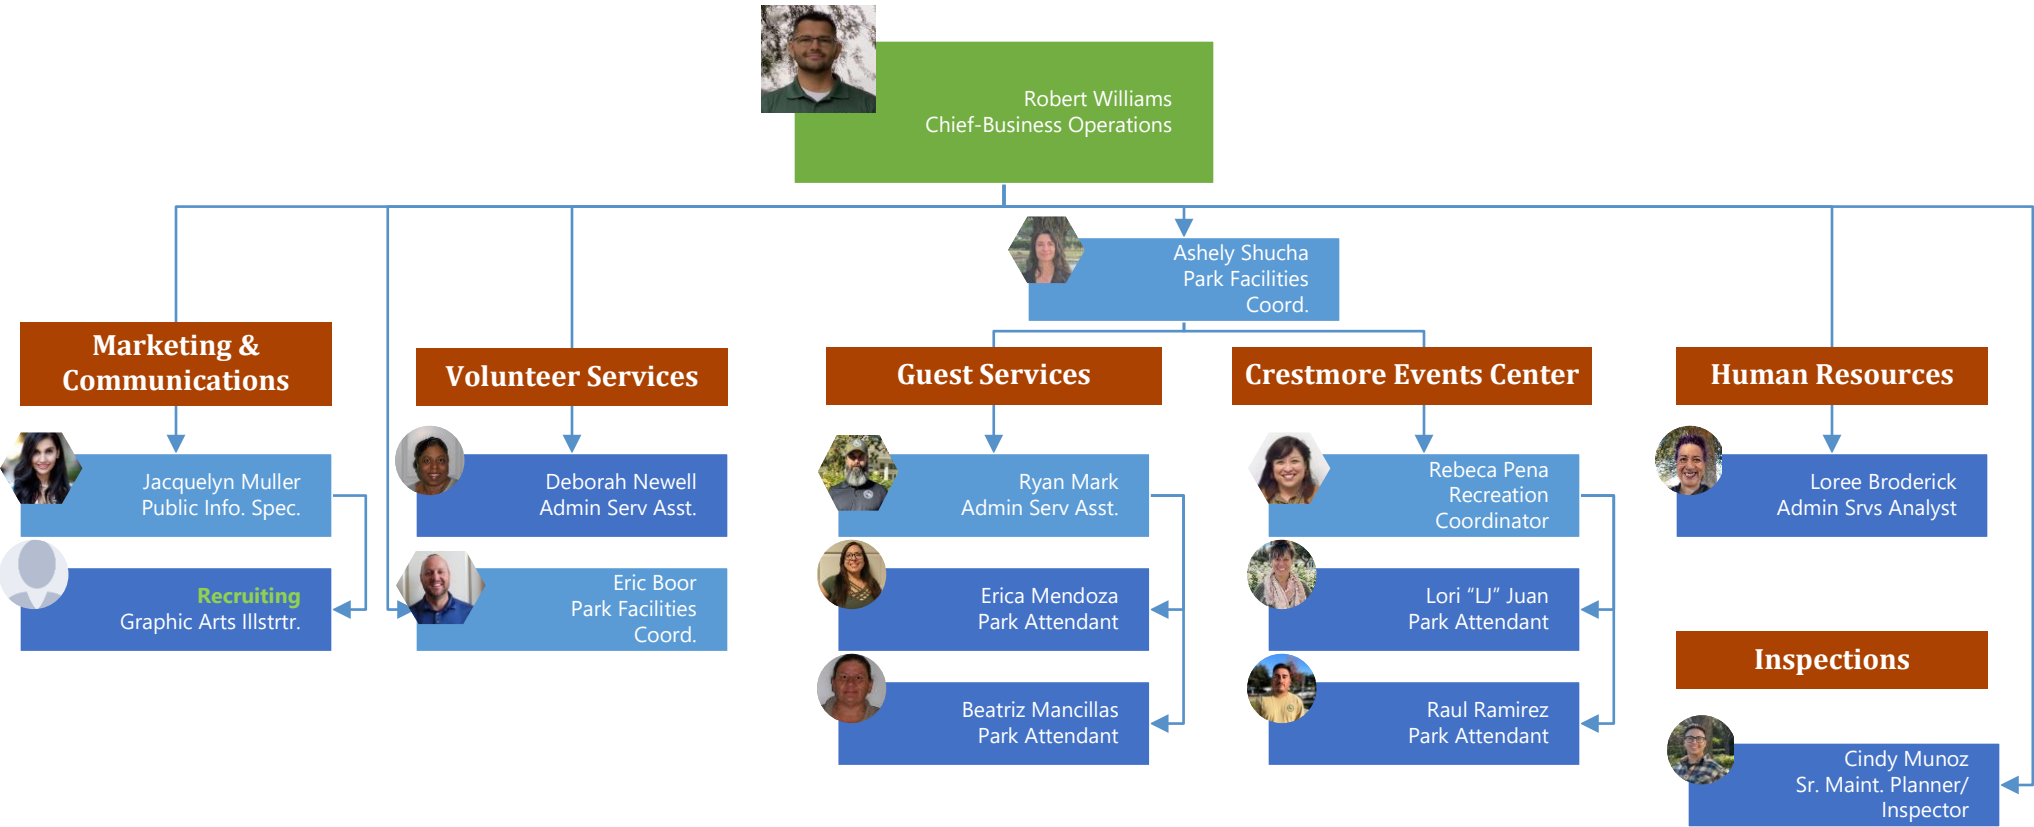 Robert Williams
Chief-Business Operations
Ashely Shucha
Park Facilities
Coord.
Marketing &
Communications
Jacquelyn Muller
Public Info. Spec.
Recruiting
Graphic Arts Illstrtr.
Volunteer Services
Deborah Newell
Admin Serv Asst.
Eric Boor
Park Facilities
Coord.
Guest Services
Ryan Mark
Admin Serv Asst.
Erica Mendoza
Park Attendant
Beatriz Mancillas
Park Attendant
Crestmore Events Center
Rebeca Pena
Recreation
Coordinator
Lori “LJ” Juan
Park Attendant
Raul Ramirez
Park Attendant
Human Resources
Loree Broderick
Admin Srvs Analyst
Inspections
Cindy Munoz
Sr. Maint. Planner/
Inspector